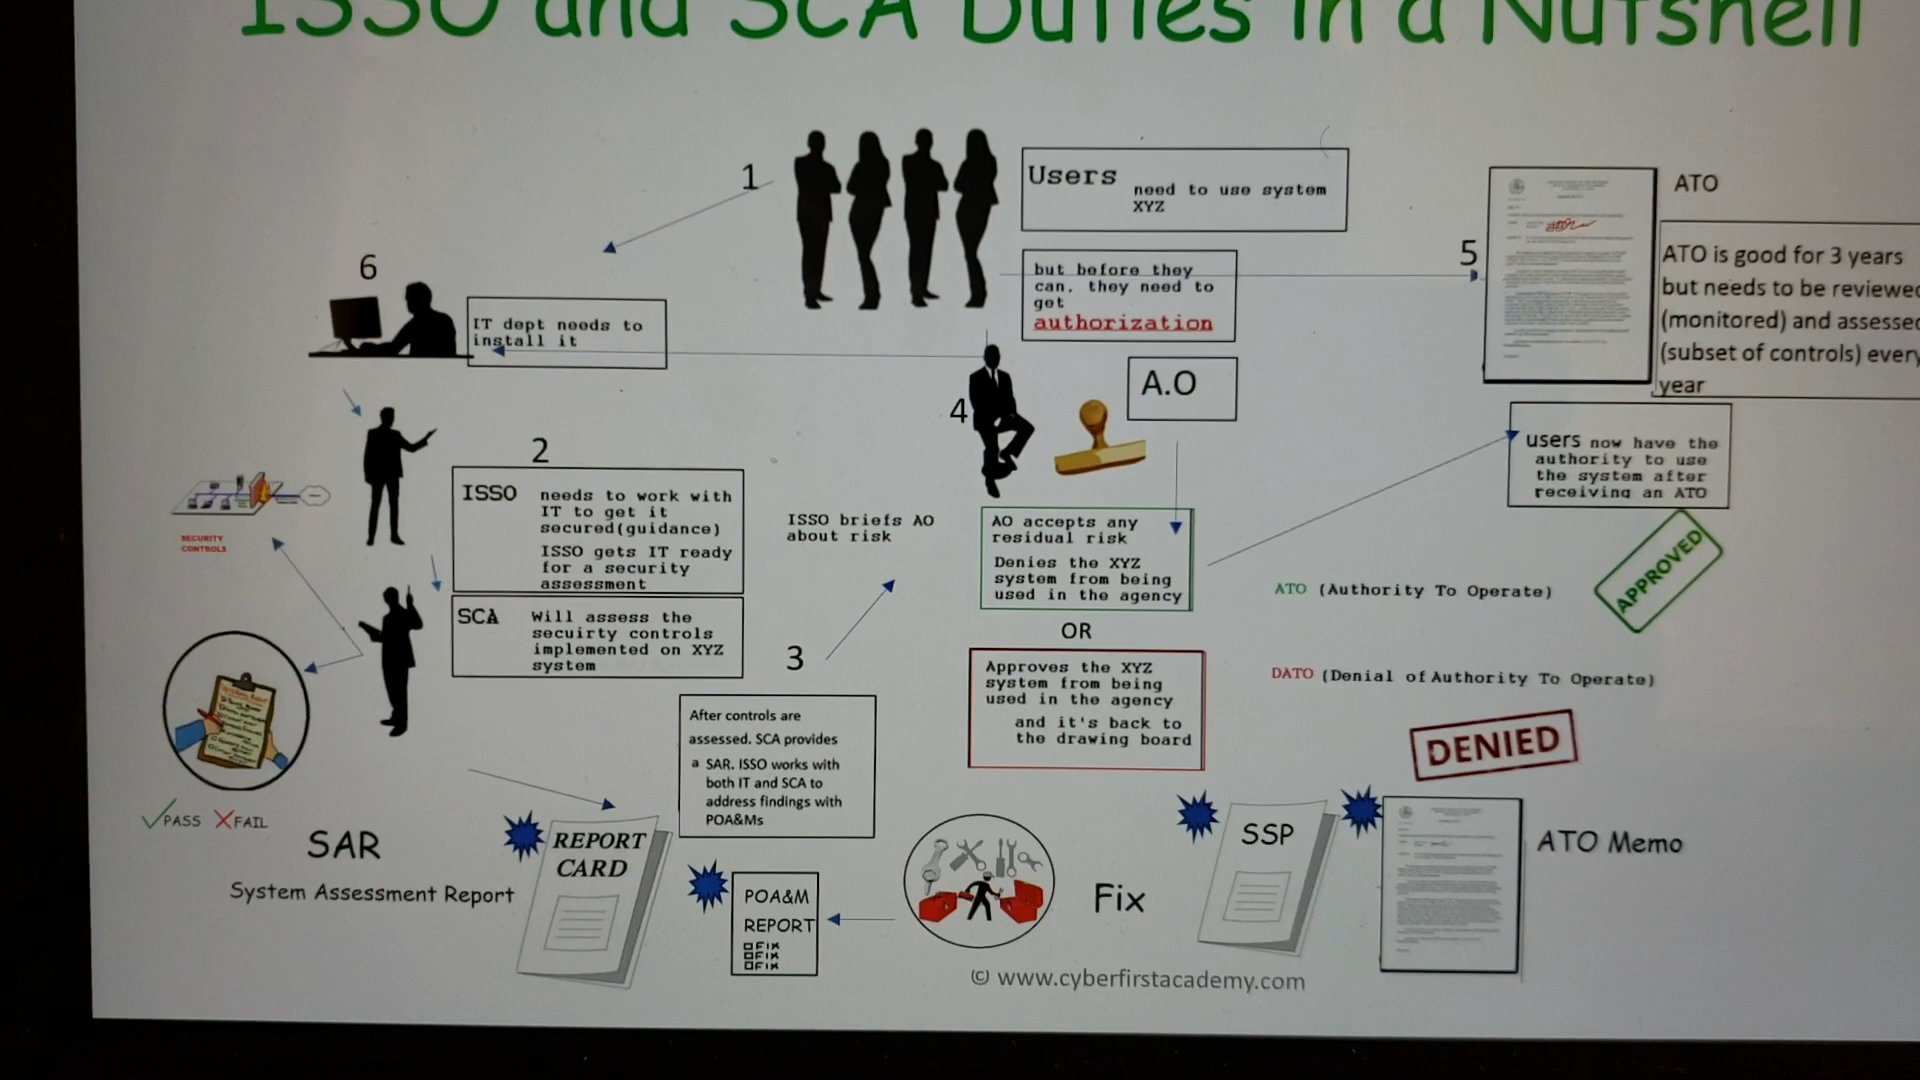 ISSO and SCA Duties in a Nutshell
1
Users need to use system
XYZ
but before they
can, they need to
get
authorization
5
ATO
ATO is good for 3 years
but needs to be reviewed
(monitored) and assessed
(subset of controls) every
year
6
IT dept needs to
install it
4
A.O
users now have the
authority to use
the system after
receiving an ATO
2
ISSO needs to work with
IT to get it
secured(guidance)
ISSO gets IT ready
for a security
assessment
SCA Will assess the
secuirty controls
implemented on XYZ
system
SECURITY
CONTROLS
ISSO briefs AO
about risk
3
AO accepts any
residual risk
Denies the XYZ
system from being
used in the agency
OR
Approves the XYZ
system from being
used in the agency
and it's back to
the drawing board
ATO (Authority To Operate)
APPROVED
DATO (Denial of Authority To Operate)
DENIED
After controls are
assessed. SCA provides
a SAR. ISSO works with
both IT and SCA to
address findings with
POA&Ms
PASS FAIL
SAR
System Assessment Report
REPORT
CARD
POA&M
REPORT
FIX
FIX
FIX
Fix
SSP
ATO Memo
© www.cyberfirstacademy.com